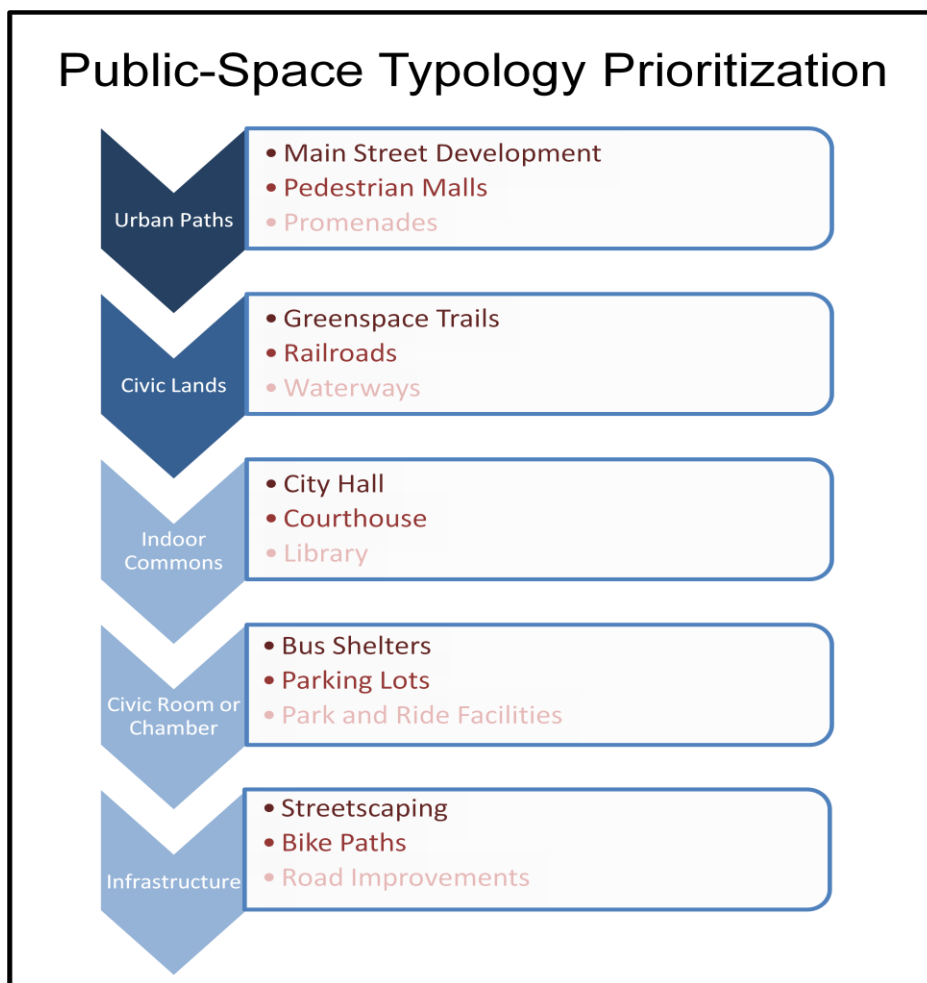 Public-Space Typology Prioritization
Urban Paths
• Main Street Development
• Pedestrian Malls
• Promenades
Civic Lands
• Greenspace Trails
• Railroads
• Waterways
Indoor
Commons
• City Hall
• Courthouse
• Library
Civic Room or
Chamber
• Bus Shelters
• Parking Lots
• Park and Ride Facilities
Infrastructure
• Streetscaping
• Bike Paths
• Road Improvements